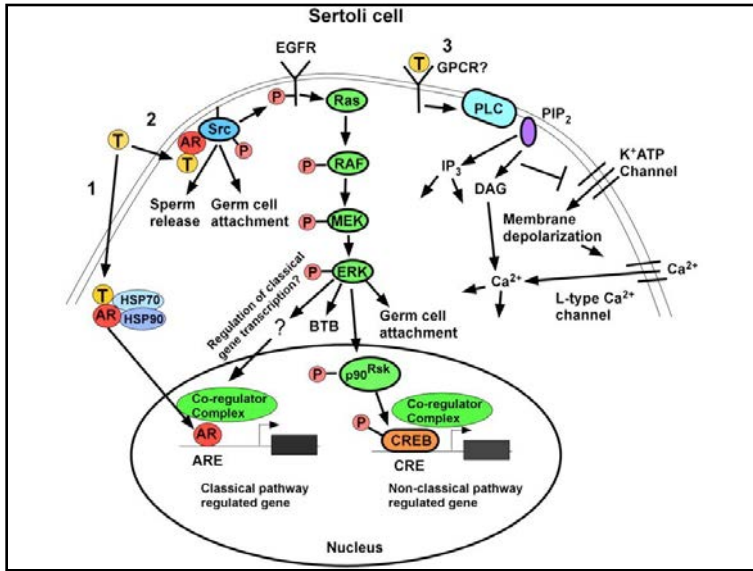 Sertoli cell
EGFR
3
T
GPCR?
P
Ras
PLC
PIP2
2
T
AR
T
Src
P
1
P
RAF
IP3
DAG
K+ATP
Channel
Sperm
release
Germ cell
attachment
P
MEK
Membrane
depolarization
P
ERK
Ca2+
Ca2+
L-type Ca2+
channel
T
HSP70
AR
HSP90
Regulation of classical
gene transcription?
?
BTB
Germ cell
attachment
P
p90Rsk
Co-regulator
Complex
AR
ARE
Co-regulator
Complex
P
CREB
CRE
Classical pathway
regulated gene
Non-classical pathway
regulated gene
Nucleus